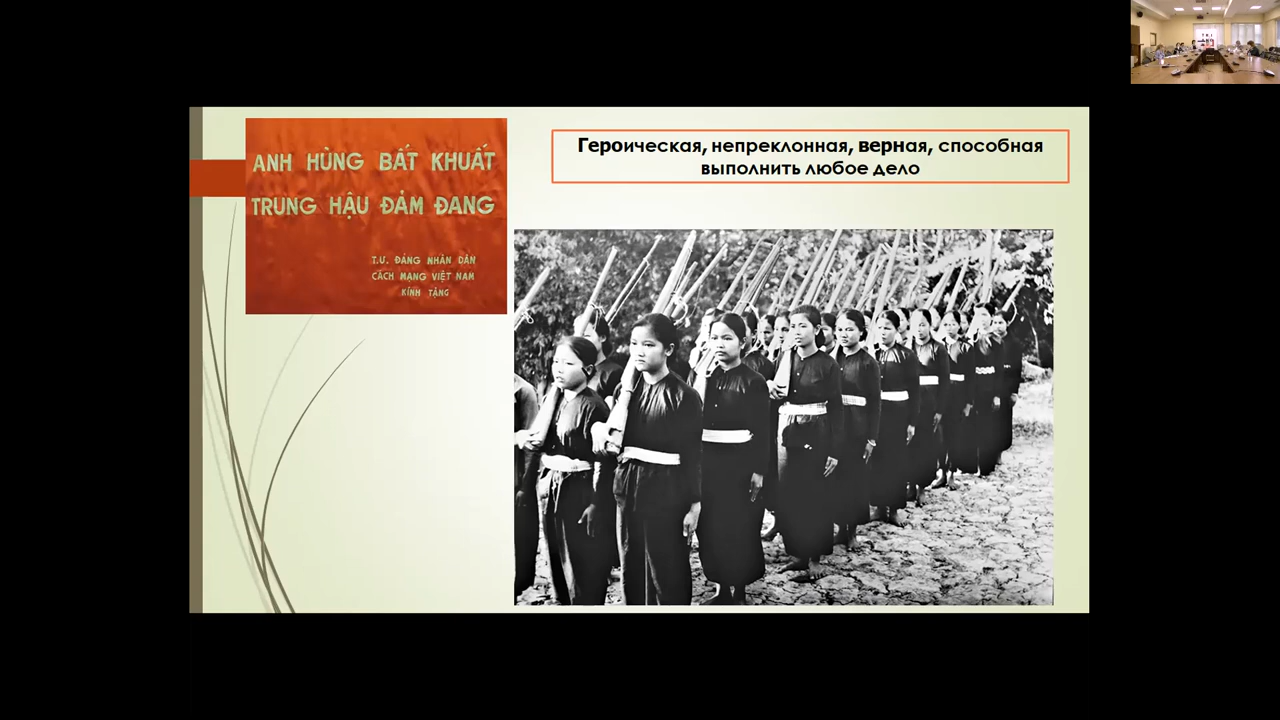 ANH HÙNG BẤT KHUẤT
TRUNG HẬU ĐẢM ĐANG
T.Ư. ĐẢNG NHÂN DÂN
CÁCH MẠNG VIỆT NAM
KÍNH TẶNG
Героическая, непреклонная, верная, способная
выполнить любое дело